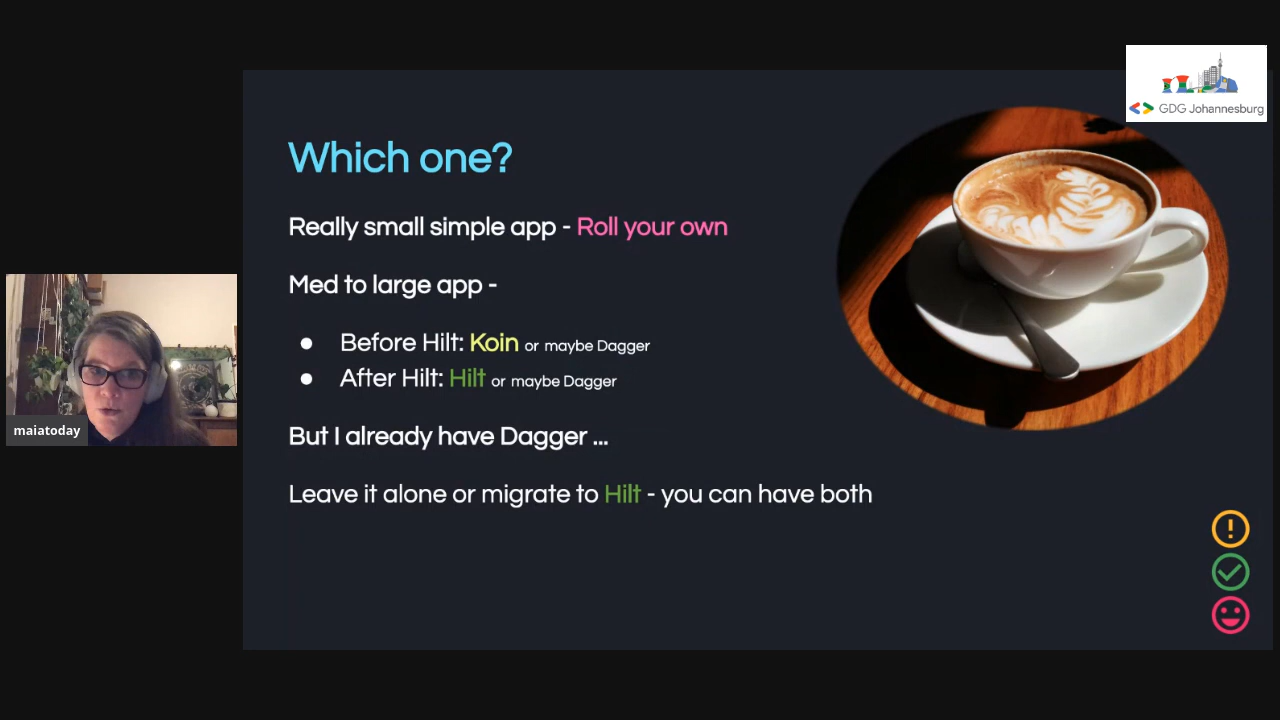 GDG Johannesburg
Which one?
Really small simple app - Roll your own
Med to large app -
● Before Hilt: Koin or maybe Dagger
● After Hilt: Hilt or maybe Dagger
But I already have Dagger ...
Leave it alone or migrate to Hilt - you can have both
maiatoday